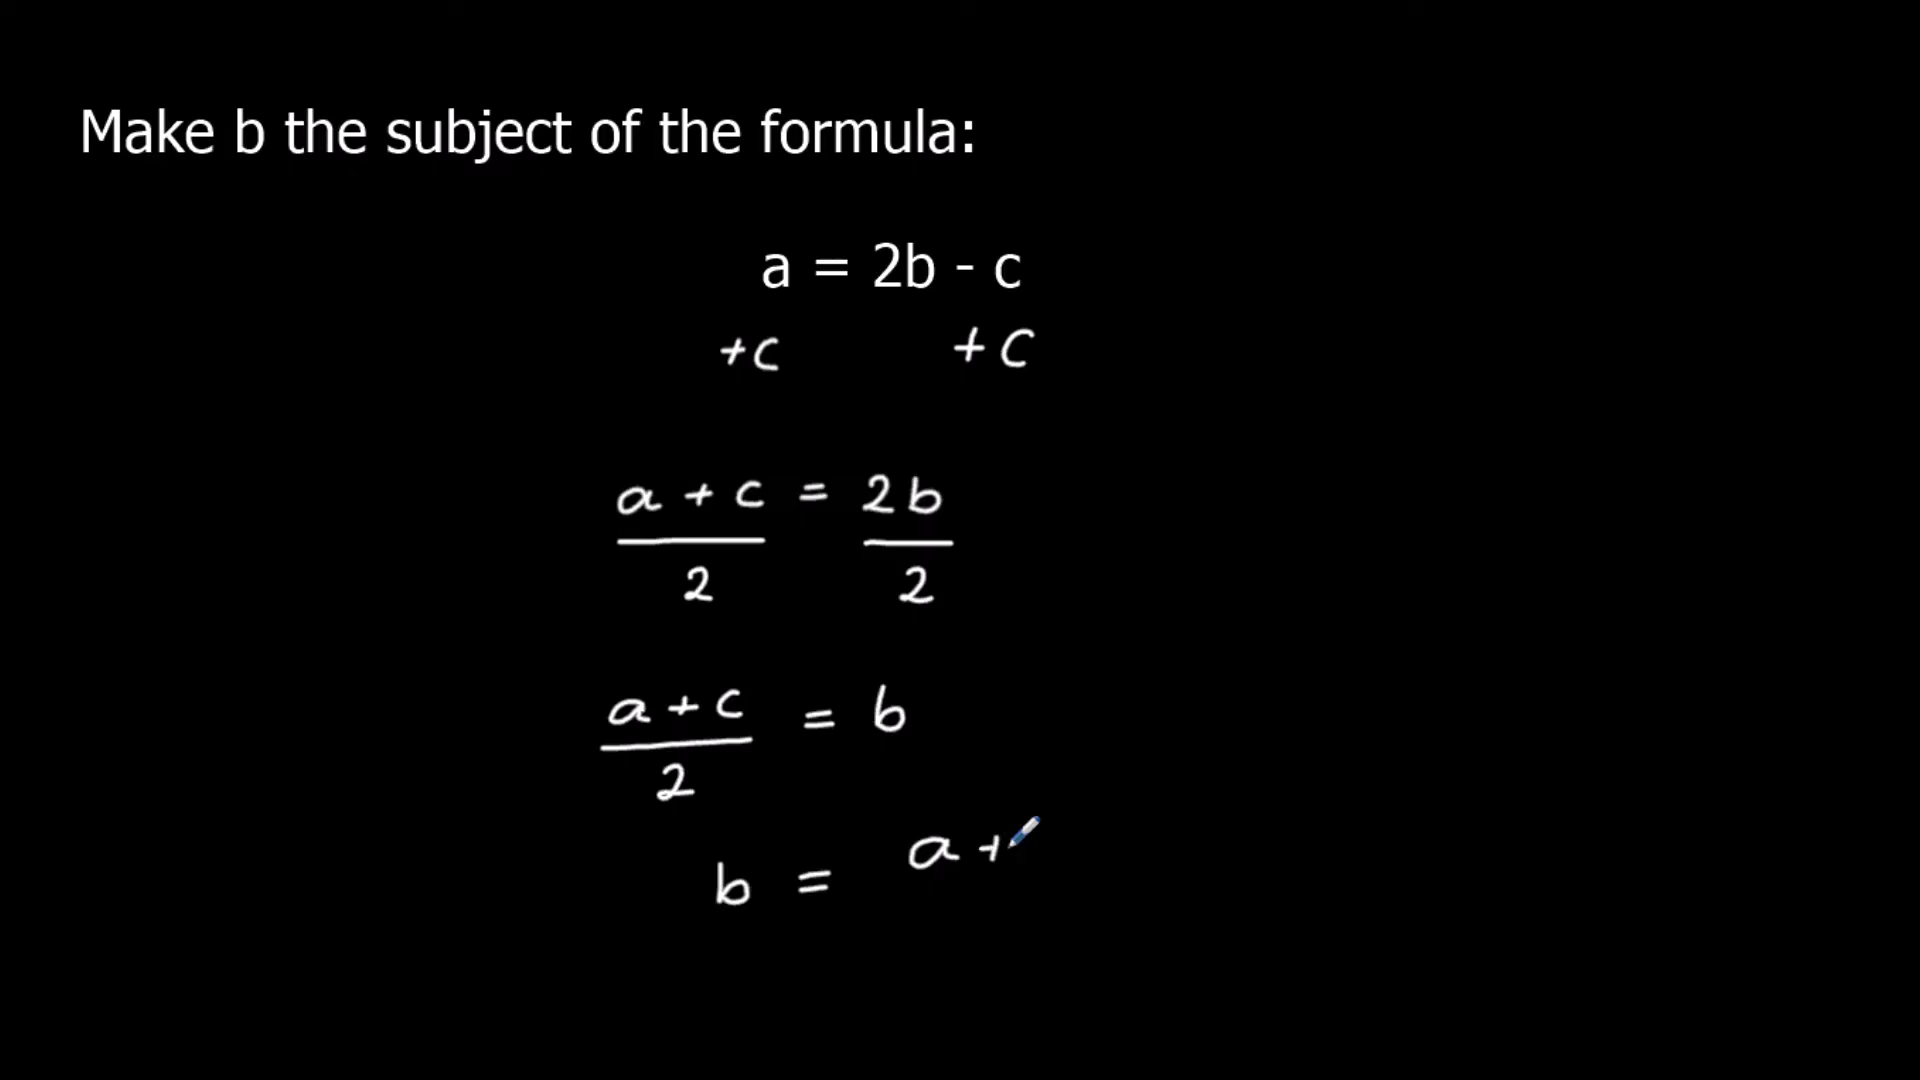 Make b the subject of the formula:
a = 2b - c
+c +c
a + c = 2b
2 2
a + c = b
2
a +
b =